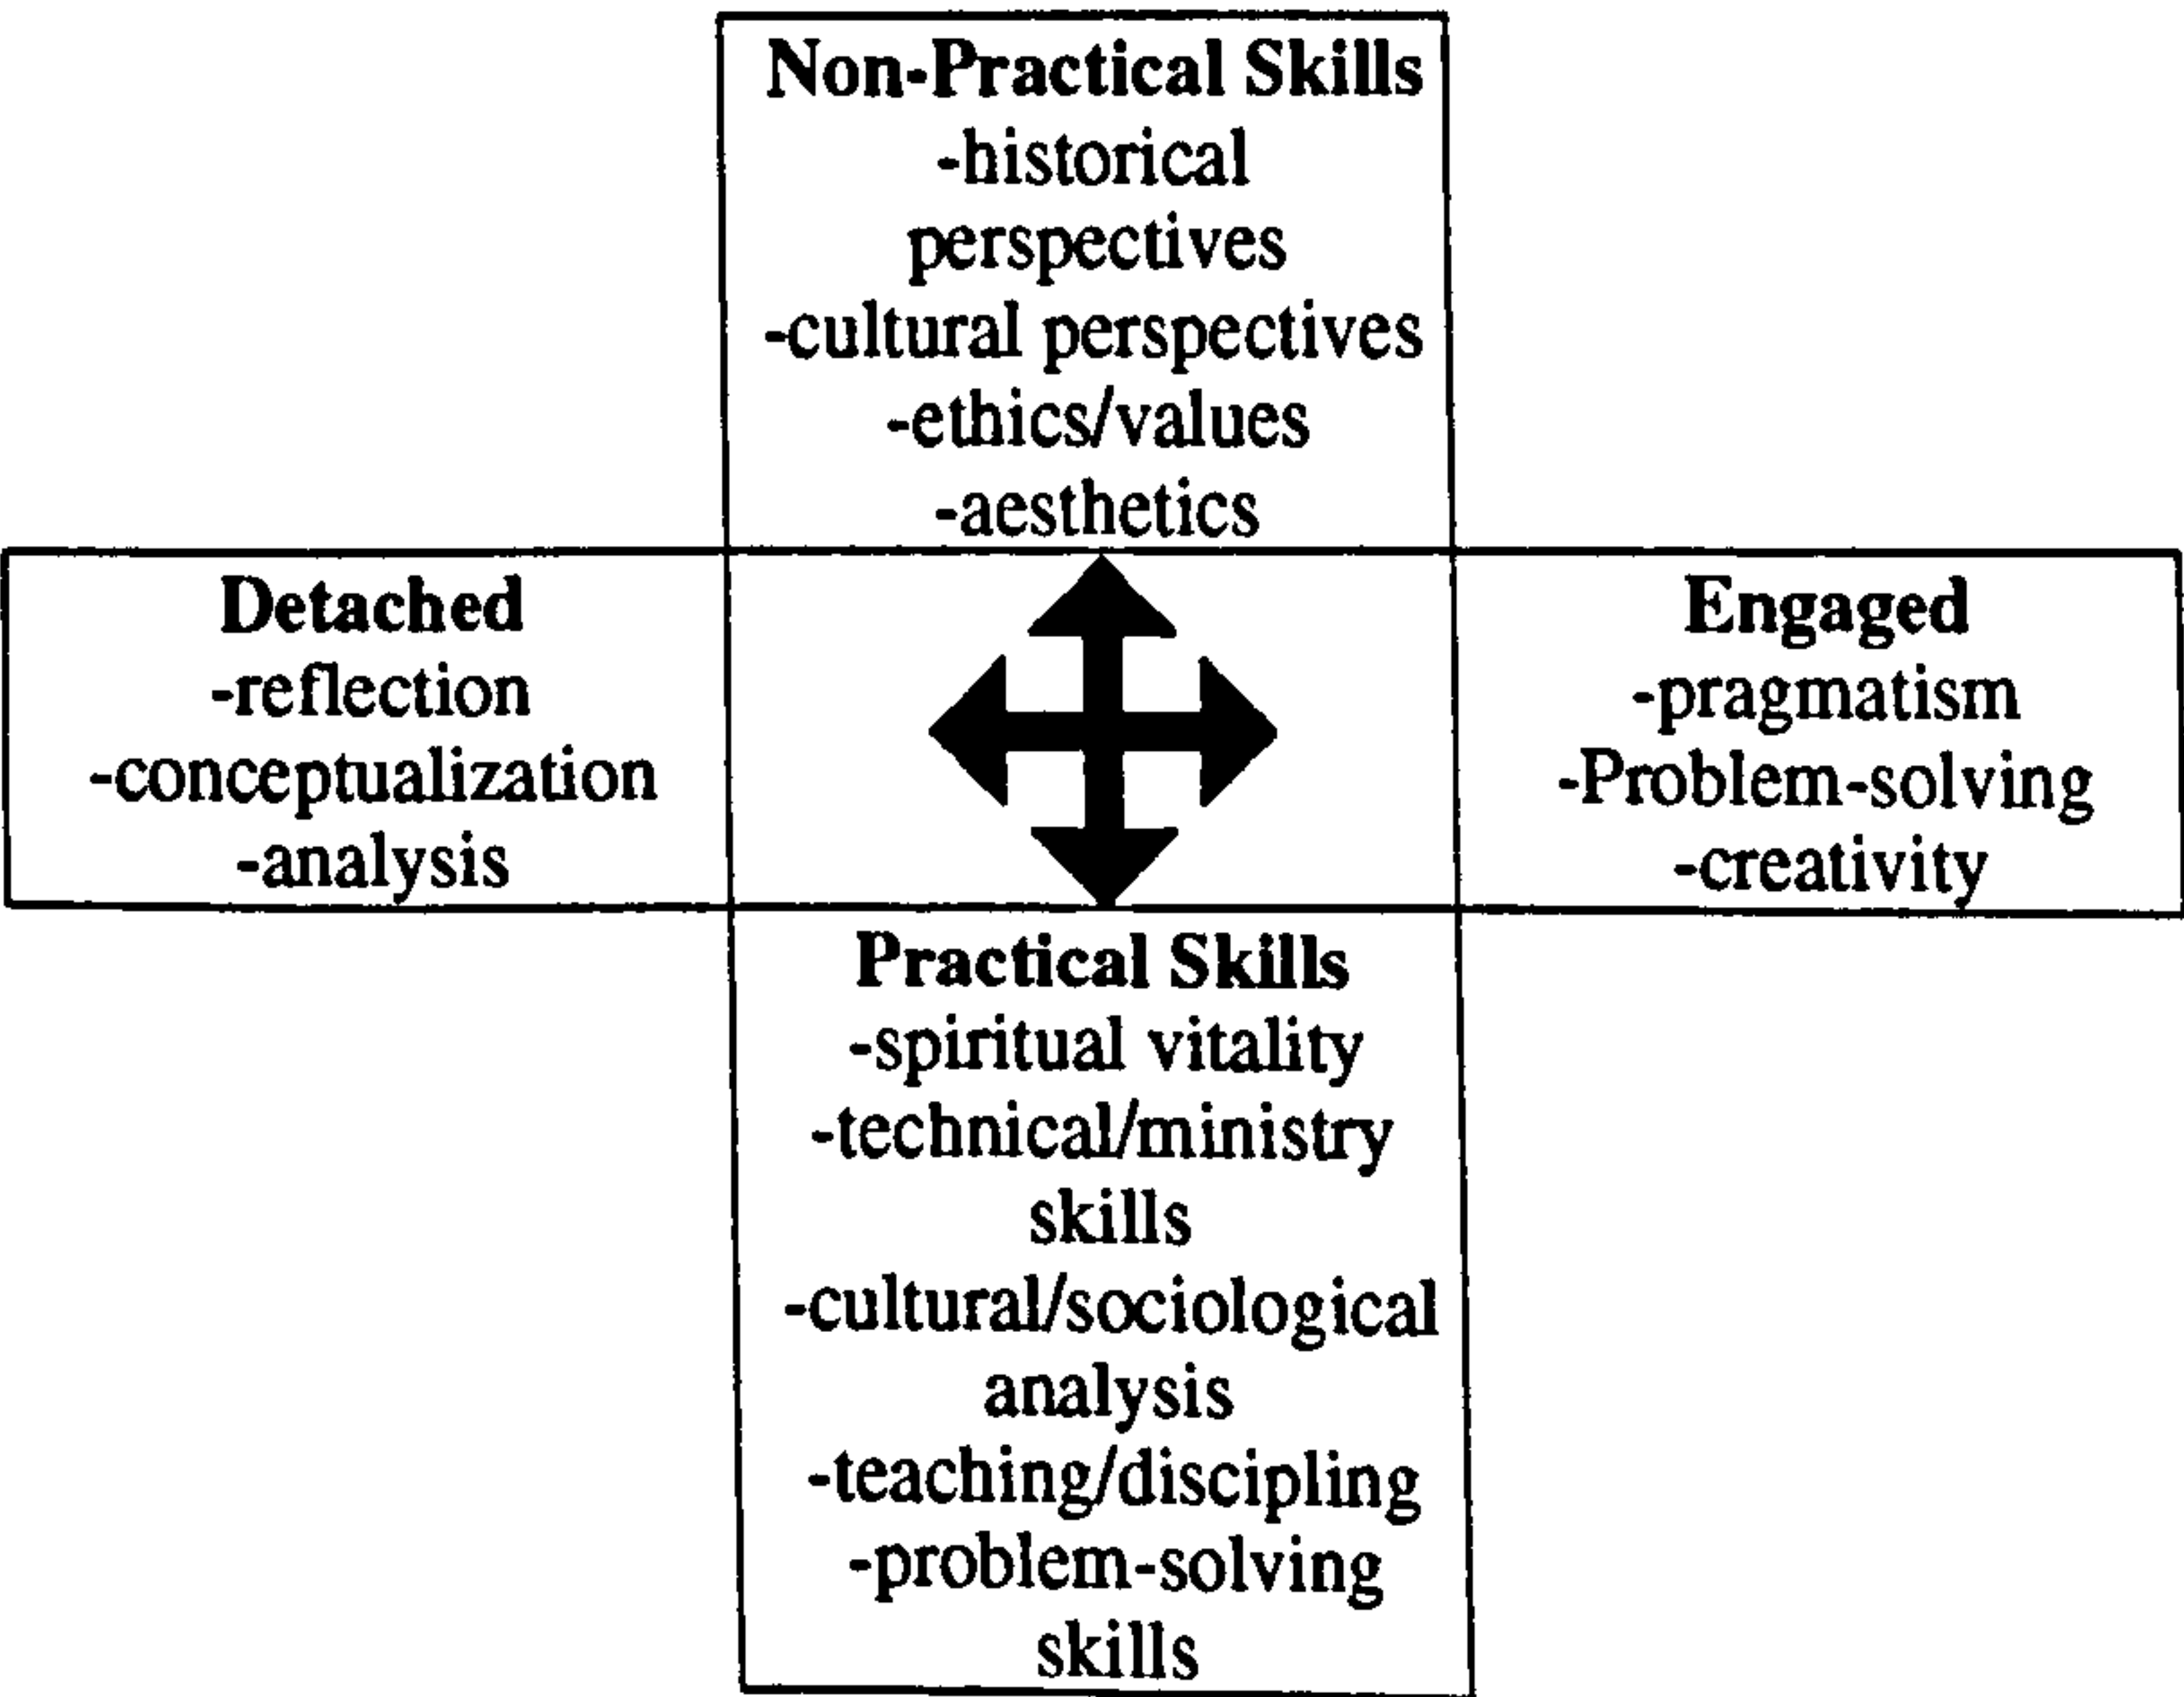 Non-Practical Skills
-historical
perspectives
-cultural perspectives
-ethics/values
-aesthetics
Detached
-reflection
-conceptualization
-analysis
Engaged
-pragmatism
-Problem-solving
-creativity
Practical Skills
-spiritual vitality
-technical/ministry
skills
-cultural/sociological
analysis
-teaching/discipling
-problem-solving
skills